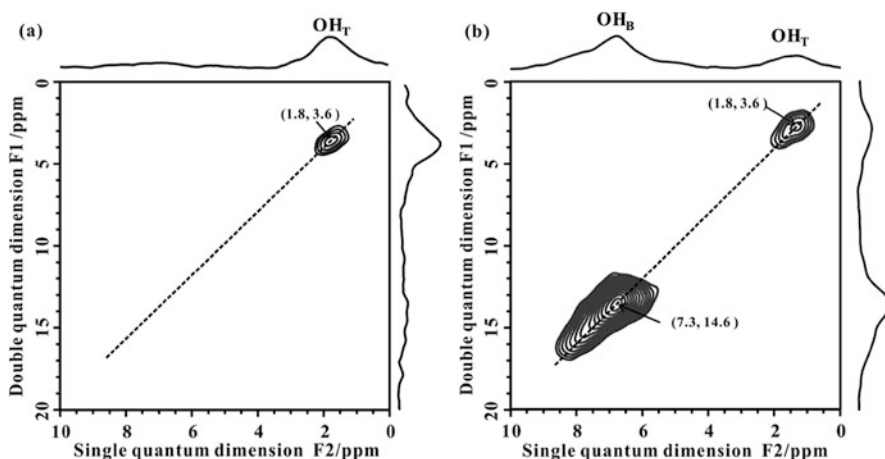 (a)
OH_T
0
5
10
15
20
Double quantum dimension F1 /ppm
(1.8, 3.6)
10 8 6 4 2 0
Single quantum dimension F2/ppm
(b)
OH_B
OH_T
0
5
10
15
20
Double quantum dimension F1 /ppm
(1.8, 3.6)
(7.3, 14.6)
10 8 6 4 2 0
Single quantum dimension F2/ppm